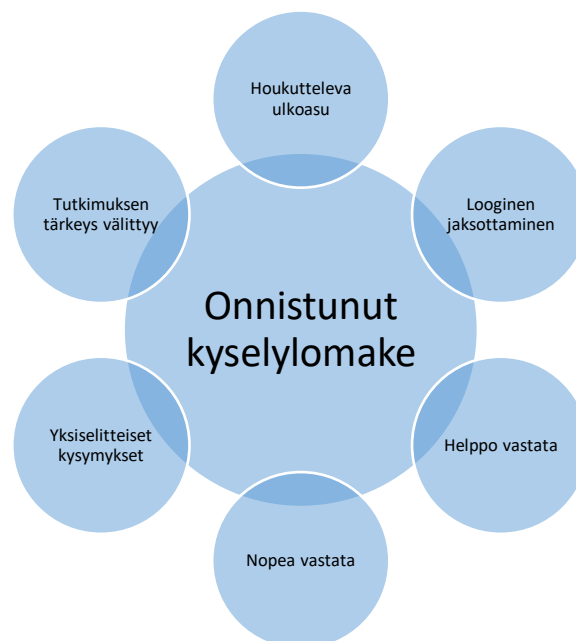 Houkutteleva
ulkoasu
Tutkimuksen
tärkeys välittyy
Looginen
jaksottaminen
Onnistunut
kyselylomake
Yksiselitteiset
kysymykset
Helppo vastata
Nopea vastata